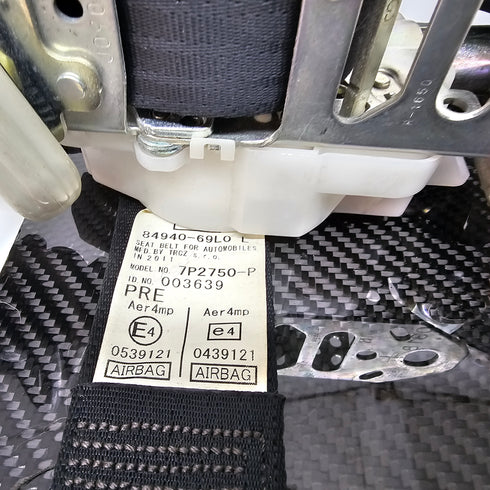 84940-69L0
SEAT BELT FOR AUTOMOBILES
MFD.BY TRCZ s.r.o.
IN 2011
MODEL NO. 7P2750-P
ID NO. 003639
PRE
Aer4mp Aer4mp
E4 e4
0539121 0439121
AIRBAG AIRBAG